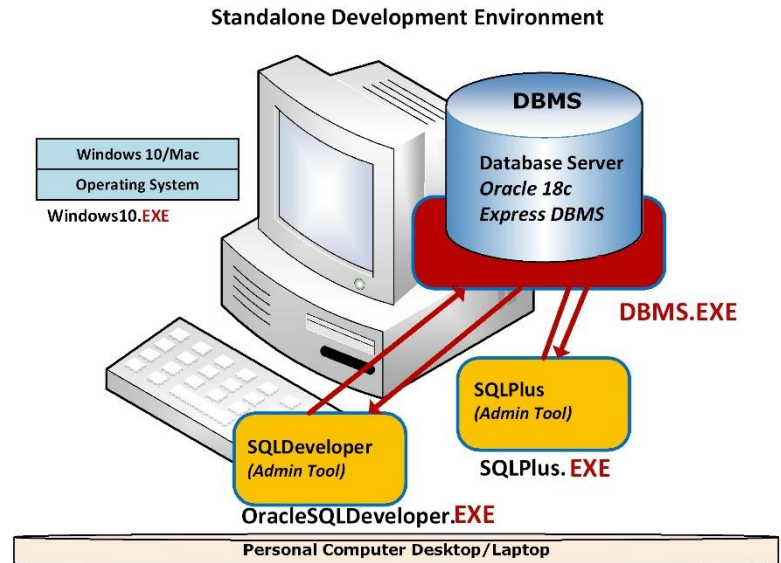 Standalone Development Environment
DBMS
Database Server
Oracle 18c
Express DBMS
Windows 10/Mac
Operating System
Windows10.EXE
DBMS.EXE
SQLPlus
(Admin Tool)
SQLPlus. EXE
SQLDeveloper
(Admin Tool)
OracleSQLDeveloper.EXE
Personal Computer Desktop/Laptop